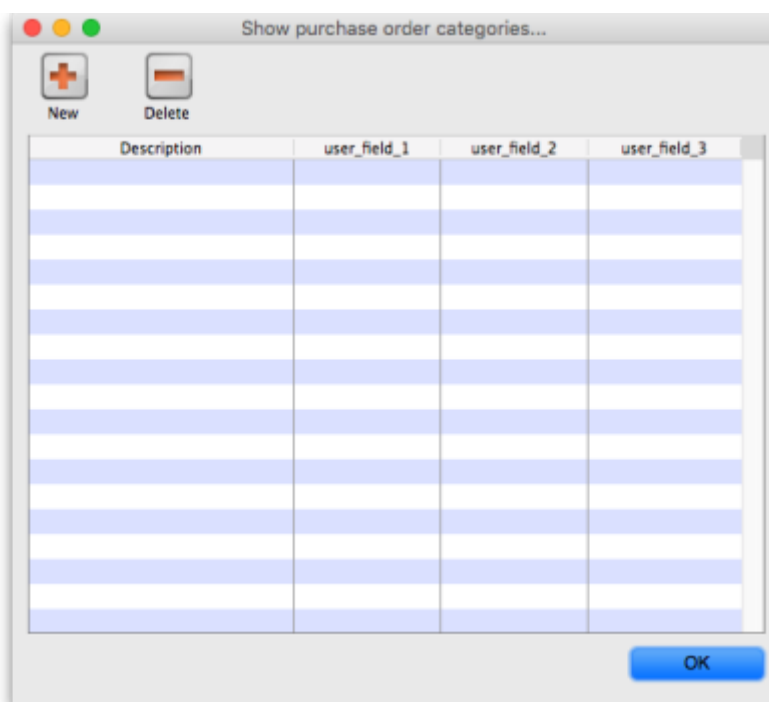 Show purchase order categories...
New Delete
Description user_field_1 user_field_2 user_field_3
OK